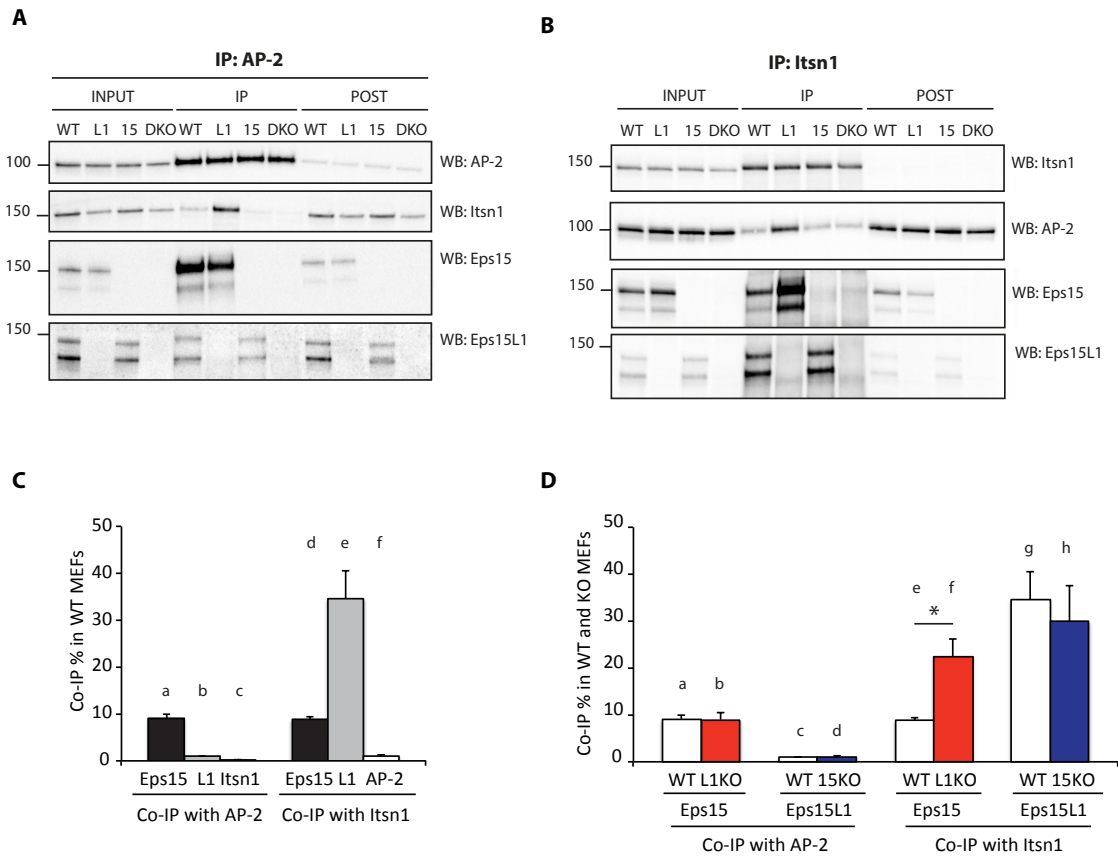 A
IP: AP-2
INPUT IP POST
WT L1 15 DKO WT L1 15 DKO WT L1 15 DKO
100 WB: AP-2
150 WB: Itsn1
150 WB: Eps15
150 WB: Eps15L1
B
IP: Itsn1
INPUT IP POST
WT L1 15 DKO WT L1 15 DKO WT L1 15 DKO
150 WB: Itsn1
100 WB: AP-2
150 WB: Eps15
150 WB: Eps15L1
C
Co-IP % in WT MEFs
50
40
30
20
10
0
a b c d e f
Eps15 L1 Itsn1 Eps15 L1 AP-2
Co-IP with AP-2 Co-IP with Itsn1
D
Co-IP % in WT and KO MEFs
50
40
30
20
10
0
a b c d e f g h
*
WT L1KO WT 15KO WT L1KO WT 15KO
Eps15 Eps15L1 Eps15 Eps15L1
Co-IP with AP-2 Co-IP with Itsn1